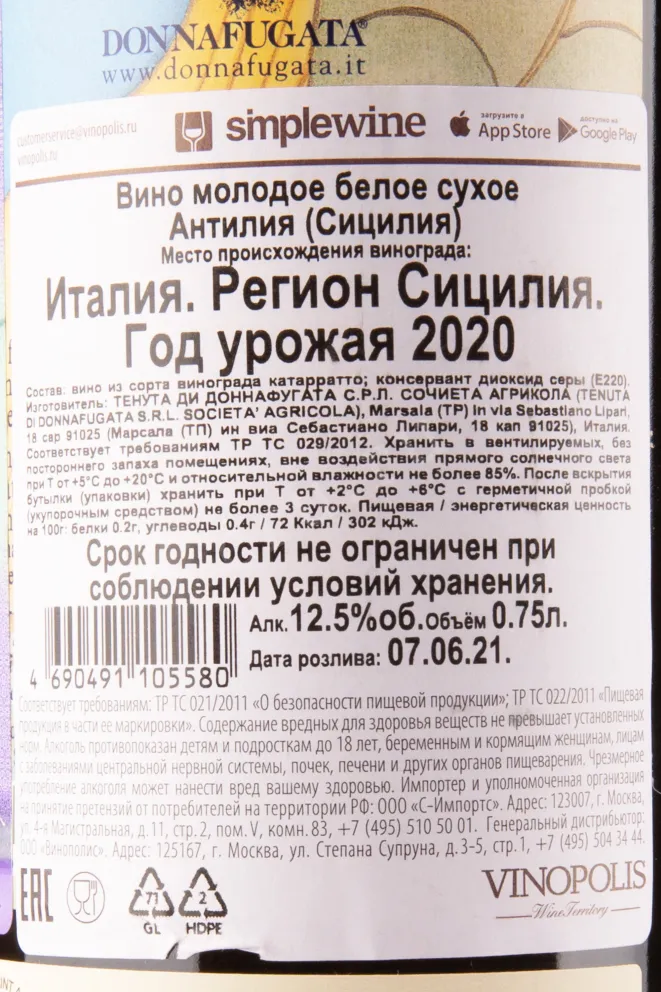 DONNAFUGATA®
www.donnafugata.it
customerservice@vinopolis.ru
vinopolis.ru
simplewine
загрузите в
App Store
доступно на
Google Play
Вино молодое белое сухое
Антилия (Сицилия)
Место происхождения винограда:
Италия. Регион Сицилия.
Год урожая 2020
Состав: вино из сорта винограда катарратто; консервант диоксид серы (Е220).
Изготовитель: ТЕНУТА ДИ ДОННАФУГАТА С.Р.Л. СОЧИЕТА АГРИКОЛА (TENUTA
DI DONNAFUGATA S.R.L. SOCIETA' AGRICOLA), Marsala (TP) in via Sebastiano Lipari,
18 cap 91025 (Марсала (ТП) ин виа Себастиано Липари, 18 кап 91025), Италия.
Соответствует требованиям ТР ТС 029/2012. Хранить в вентилируемых, без
постороннего запаха помещениях, вне воздействия прямого солнечного света
при Т от +5°С до +20°С и относительной влажности не более 85%. После вскрытия
бутылки (упаковки) хранить при Т от +2°С до +6°С с герметичной пробкой
(укупорочным средством) не более 3 суток. Пищевая / энергетическая ценность
на 100г: белки 0.2г, углеводы 0.4г / 72 Ккал / 302 кДж.
Срок годности не ограничен при
соблюдении условий хранения.
Алк.12.5%об.Объём 0.75л.
Дата розлива: 07.06.21.
4 690491 105580
Соответствует требованиям: ТР ТС 021/2011 «О безопасности пищевой продукции»; ТР ТС 022/2011 «Пищевая
продукция в части ее маркировки». Содержание вредных для здоровья веществ не превышает установленных
норм. Алкоголь противопоказан детям и подросткам до 18 лет, беременным и кормящим женщинам, лицам
с заболеваниями центральной нервной системы, почек, печени и других органов пищеварения. Чрезмерное
употребление алкоголя может нанести вред вашему здоровью. Импортер и уполномоченная организация
на принятие претензий от потребителей на территории РФ: ООО «С-Импортс». Адрес: 123007, г. Москва,
ул. 4-я Магистральная, д.11, стр.2, пом.V, комн. 83, +7 (495) 510 50 01. Генеральный дистрибьютор:
ООО «Винополис». Адрес: 125167, г. Москва, ул. Степана Супруна, д.3-5, стр.1, +7 (495) 504 34 44.
EAC
71
GL
2
HDPE
VINOPOLIS
Wine Territory